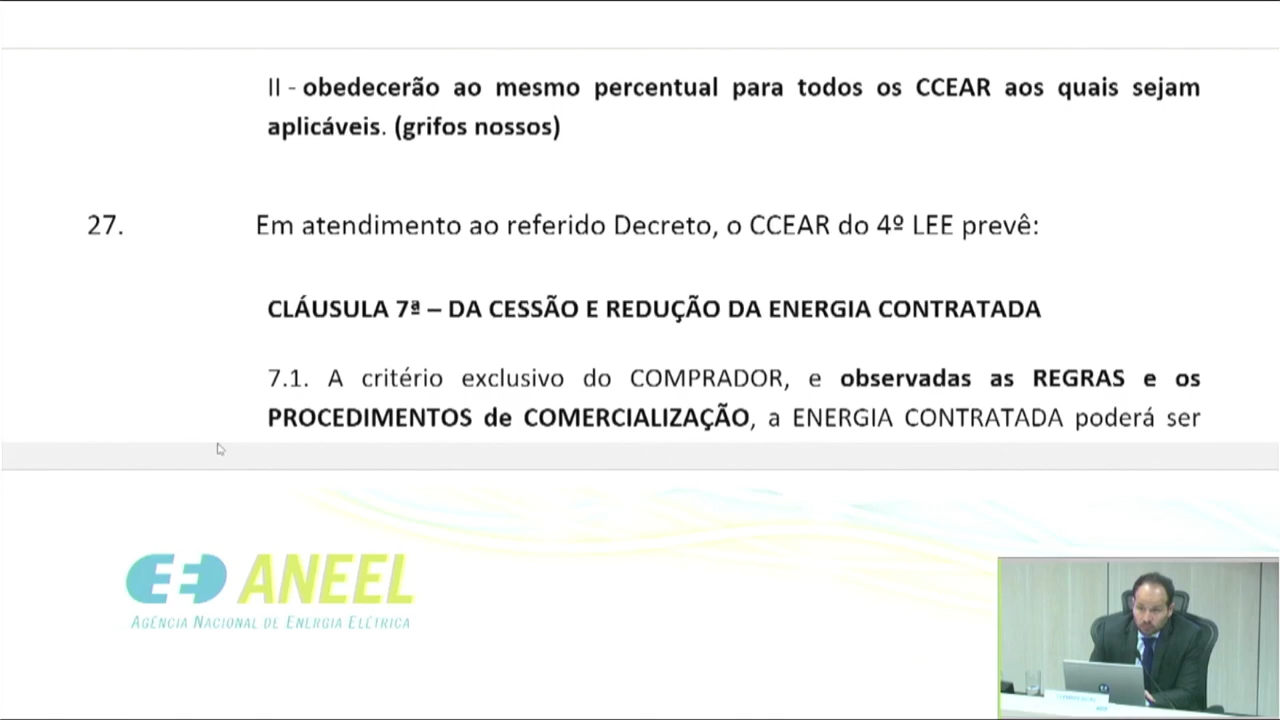 II - obedecerão ao mesmo percentual para todos os CCEAR aos quais sejam
aplicáveis. (grifos nossos)
27. Em atendimento ao referido Decreto, o CCEAR do 4º LEE prevê:
CLÁUSULA 7ª – DA CESSÃO E REDUÇÃO DA ENERGIA CONTRATADA
7.1. A critério exclusivo do COMPRADOR, e observadas as REGRAS e os
PROCEDIMENTOS de COMERCIALIZAÇÃO, a ENERGIA CONTRATADA poderá ser
ANEEL
AGÊNCIA NACIONAL DE ENERGIA ELÉTRICA